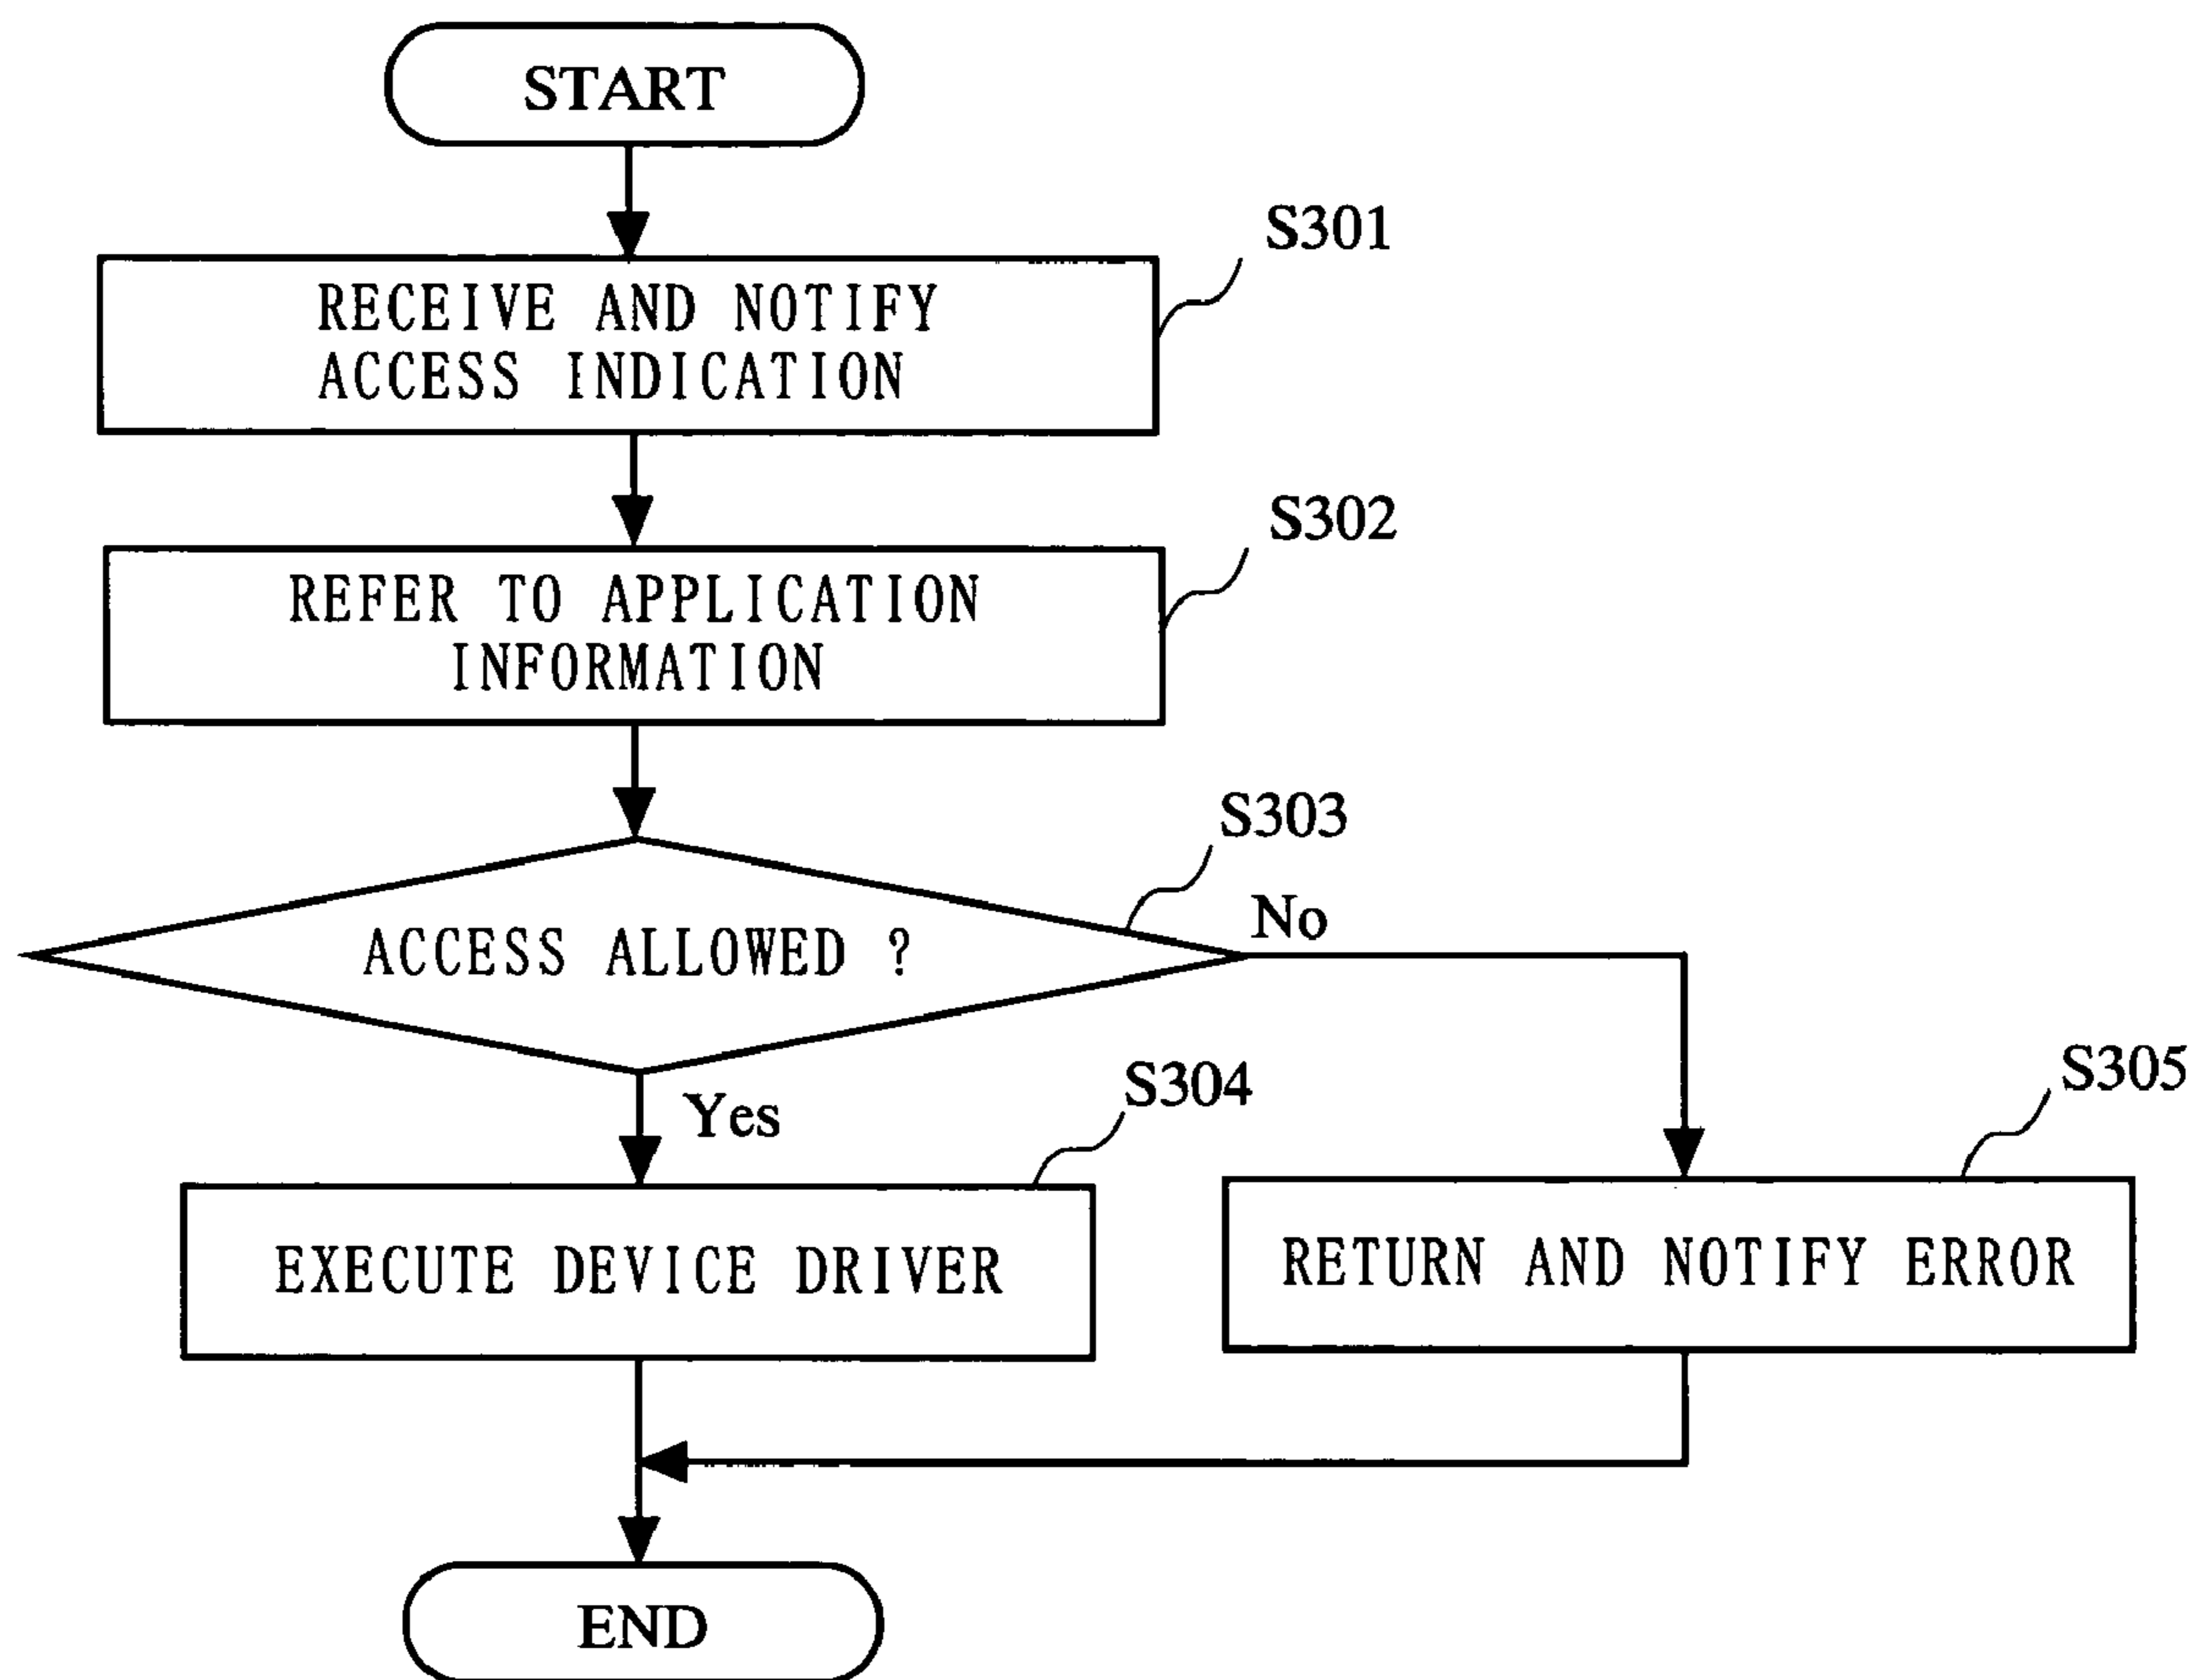 START
S301
RECEIVE AND NOTIFY
ACCESS INDICATION
S302
REFER TO APPLICATION
INFORMATION
S303
ACCESS ALLOWED ?
No
Yes
S304
S305
EXECUTE DEVICE DRIVER
RETURN AND NOTIFY ERROR
END